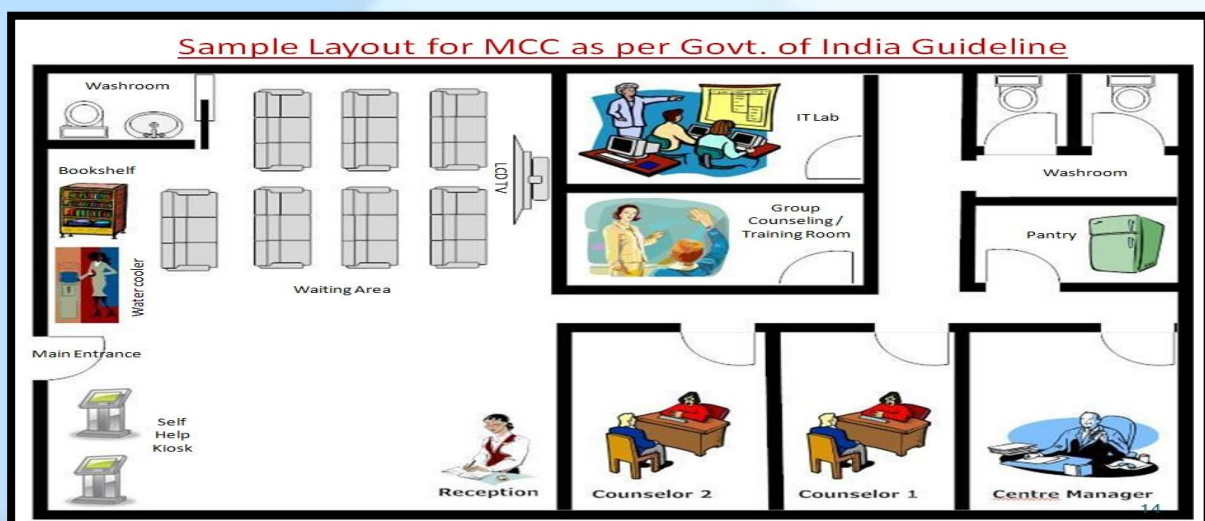 Sample Layout for MCC as per Govt. of India Guideline
Washroom
IT Lab
Bookshelf
LCD TV
Washroom
Group
Counseling /
Training Room
Pantry
Water cooler
Waiting Area
Main Entrance
Self
Help
Kiosk
Reception
Counselor 2
Counselor 1
Centre Manager
14